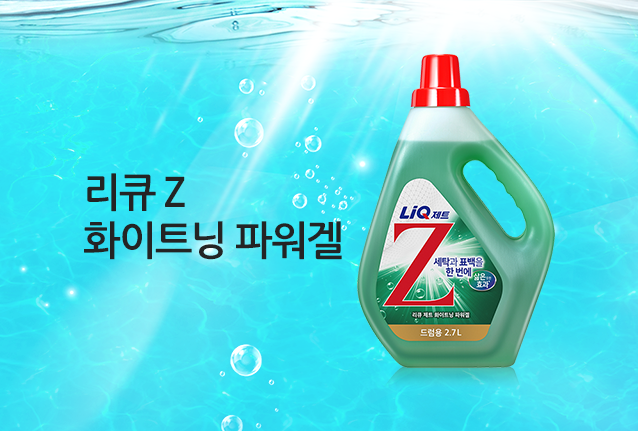 리큐 Z
화이트닝 파워겔
LiQ 제트
Z
세탁과 표백을
한 번에
삶은
효과
리큐 제트 화이트닝 파워겔
드럼용 2.7L